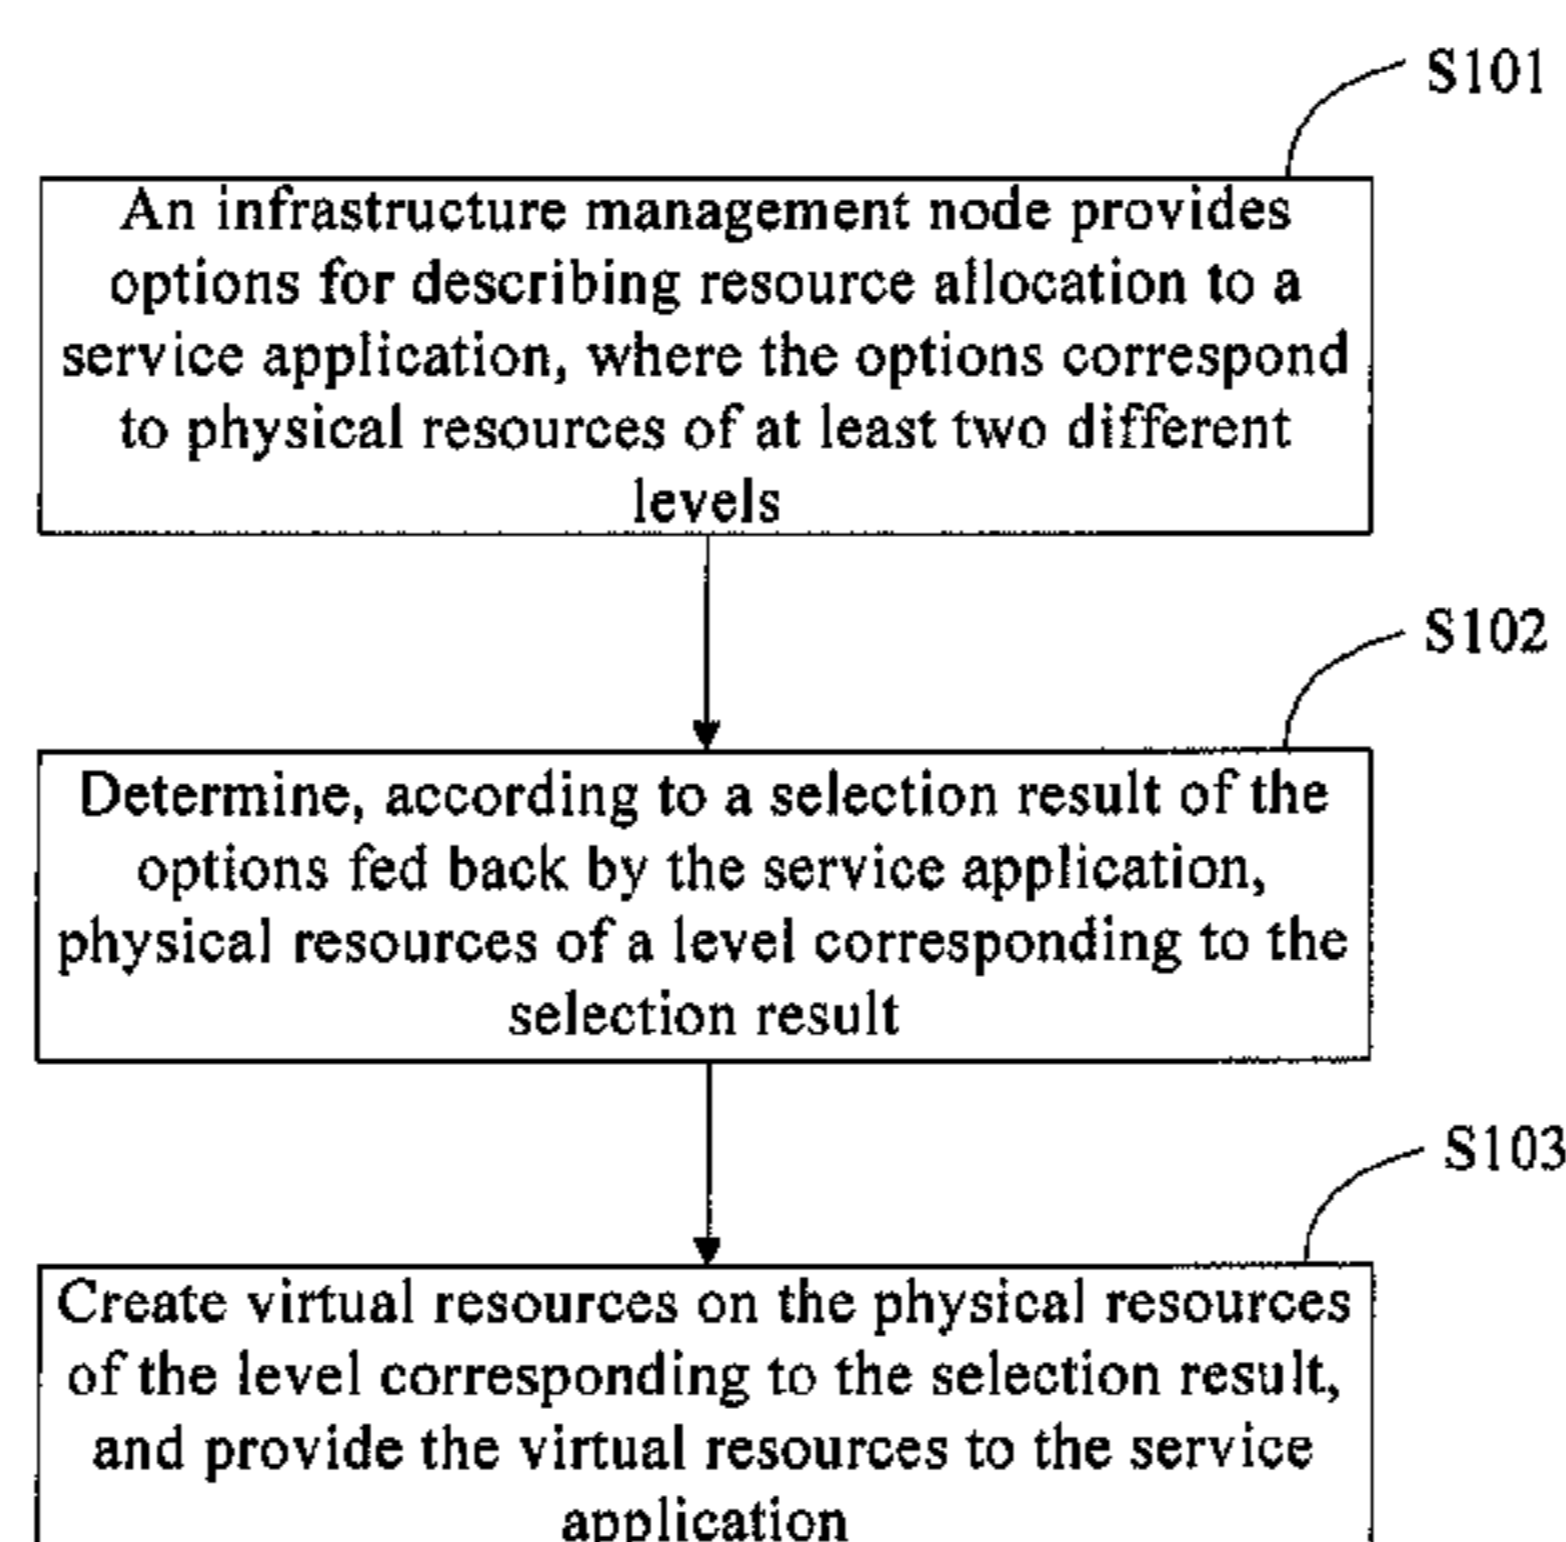 S101
An infrastructure management node provides
options for describing resource allocation to a
service application, where the options correspond
to physical resources of at least two different
levels
S102
Determine, according to a selection result of the
options fed back by the service application,
physical resources of a level corresponding to the
selection result
S103
Create virtual resources on the physical resources
of the level corresponding to the selection result,
and provide the virtual resources to the service
application